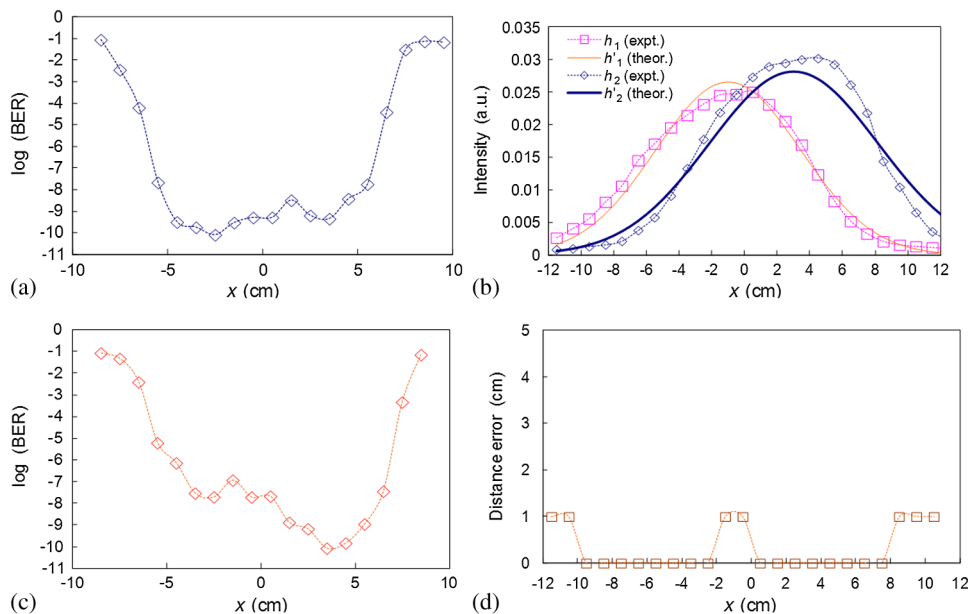 0
-1
-2
-3
-4
-5
-6
-7
-8
-9
-10
-11
log (BER)
-10 -5 0 5 10
x (cm)
(a)
0.035
0.03
0.025
0.02
0.015
0.01
0.005
0
Intensity (a.u.)
h1 (expt.)
h'1 (theor.)
h2 (expt.)
h'2 (theor.)
-12 -10 -8 -6 -4 -2 0 2 4 6 8 10 12
x (cm)
(b)
0
-1
-2
-3
-4
-5
-6
-7
-8
-9
-10
-11
log (BER)
-10 -5 0 5 10
x (cm)
(c)
5
4
3
2
1
0
Distance error (cm)
-12 -10 -8 -6 -4 -2 0 2 4 6 8 10 12
x (cm)
(d)